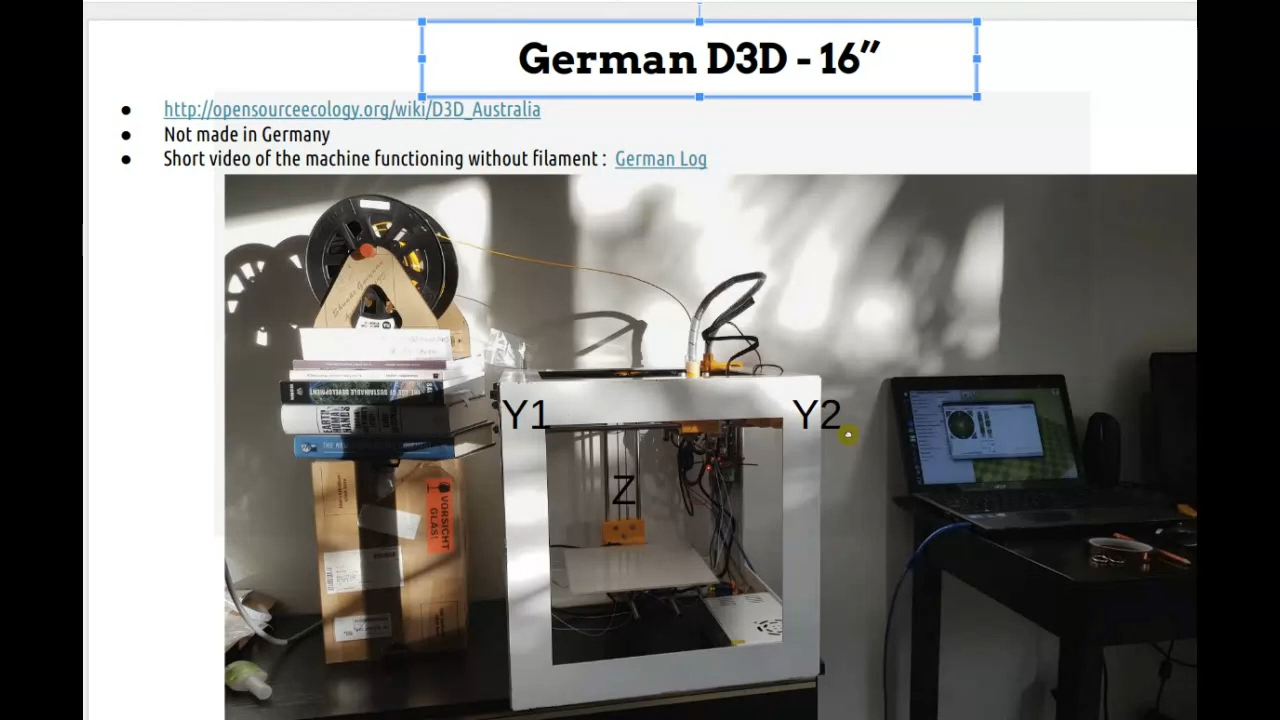 German D3D - 16”
http://opensourceecology.org/wiki/D3D_Australia
Not made in Germany
Short video of the machine functioning without filament : German Log
Y1
Y2
Z
VORSICHT
GLAS!